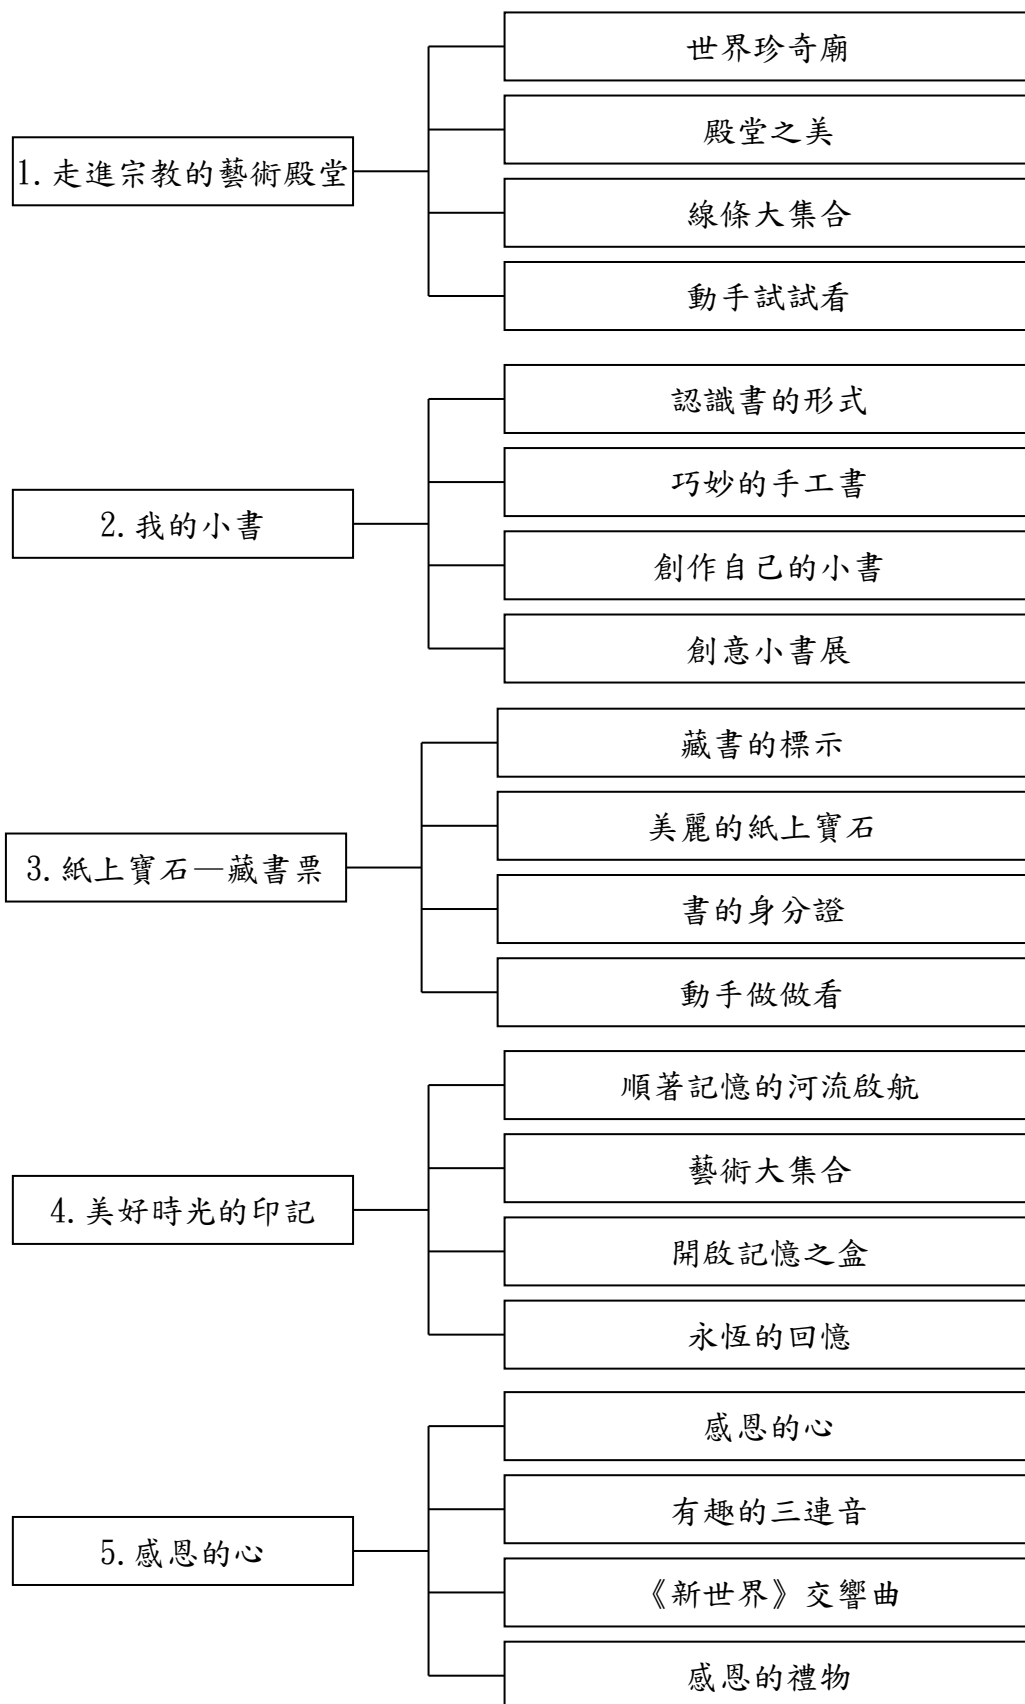 1.走進宗教的藝術殿堂
世界珍奇廟
殿堂之美
線條大集合
動手試試看
2.我的小書
認識書的形式
巧妙的手工書
創作自己的小書
創意小書展
3.紙上寶石—藏書票
藏書的標示
美麗的紙上寶石
書的身分證
動手做做看
4.美好時光的印記
順著記憶的河流啟航
藝術大集合
開啟記憶之盒
永恆的回憶
5.感恩的心
感恩的心
有趣的三連音
《新世界》交響曲
感恩的禮物